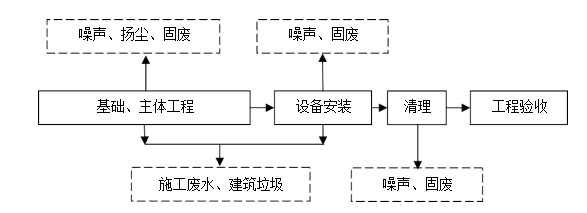 噪声、扬尘、固废
噪声、固废
基础、主体工程
设备安装
清理
工程验收
施工废水、建筑垃圾
噪声、固废